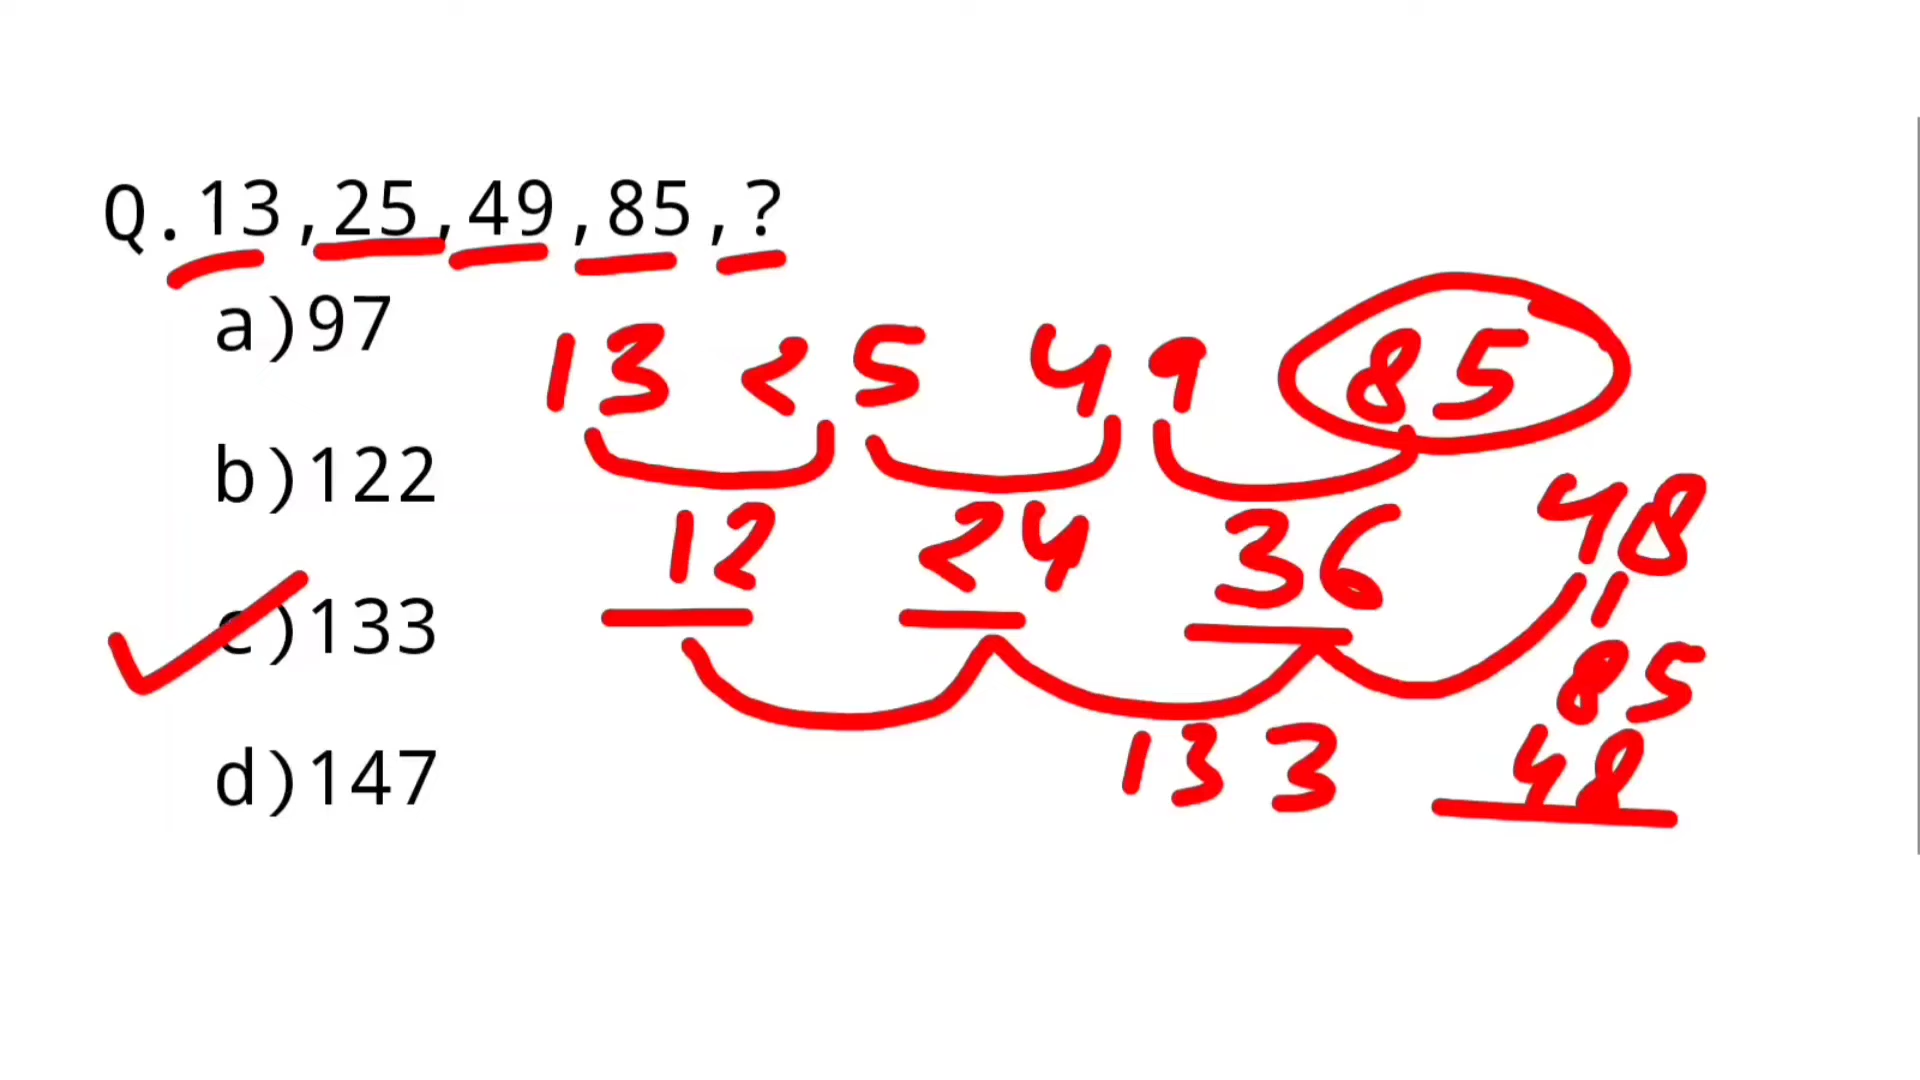 Q.13,25,49,85,?
a)97
13 25 49 85
b)122
12 24 36 48
c)133
85
133 48
d)147